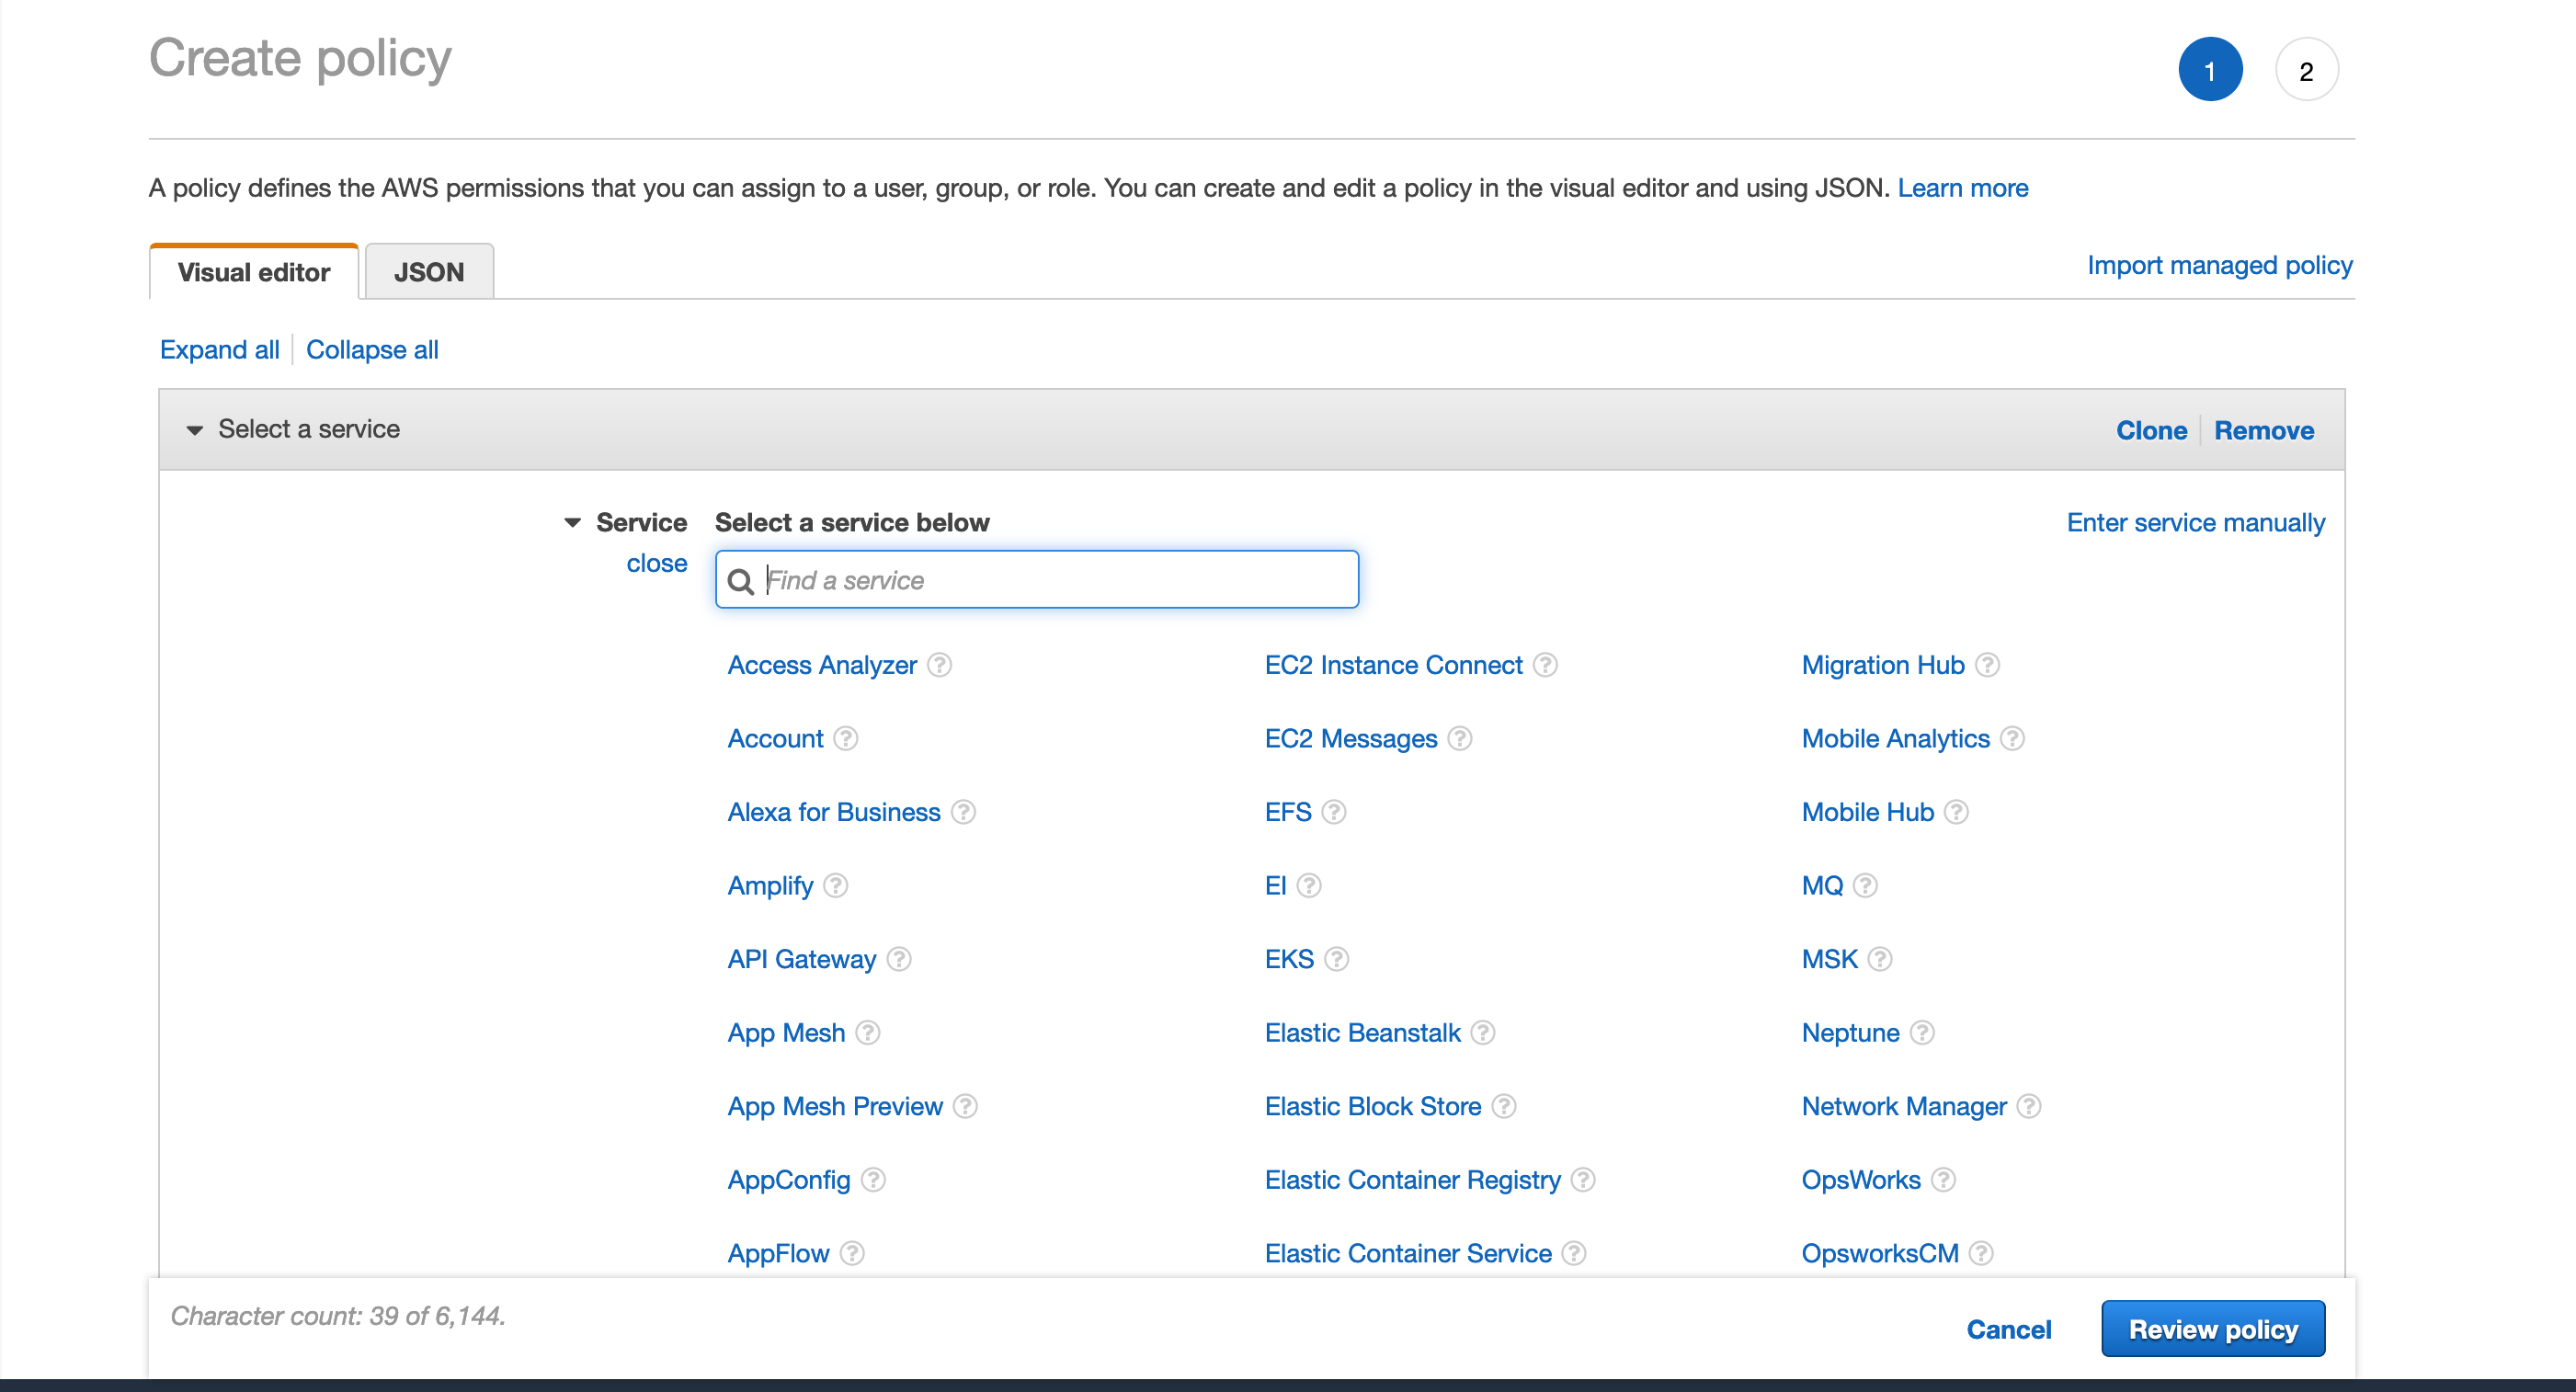 Create policy
1 2
A policy defines the AWS permissions that you can assign to a user, group, or role. You can create and edit a policy in the visual editor and using JSON. Learn more
Visual editor JSON Import managed policy
Expand all Collapse all
Select a service Clone Remove
Service Select a service below Enter service manually
close Find a service
Access Analyzer ? EC2 Instance Connect ? Migration Hub ?
Account ? EC2 Messages ? Mobile Analytics ?
Alexa for Business ? EFS ? Mobile Hub ?
Amplify ? EI ? MQ ?
API Gateway ? EKS ? MSK ?
App Mesh ? Elastic Beanstalk ? Neptune ?
App Mesh Preview ? Elastic Block Store ? Network Manager ?
AppConfig ? Elastic Container Registry ? OpsWorks ?
AppFlow ? Elastic Container Service ? OpsworksCM ?
Character count: 39 of 6,144.
Cancel Review policy